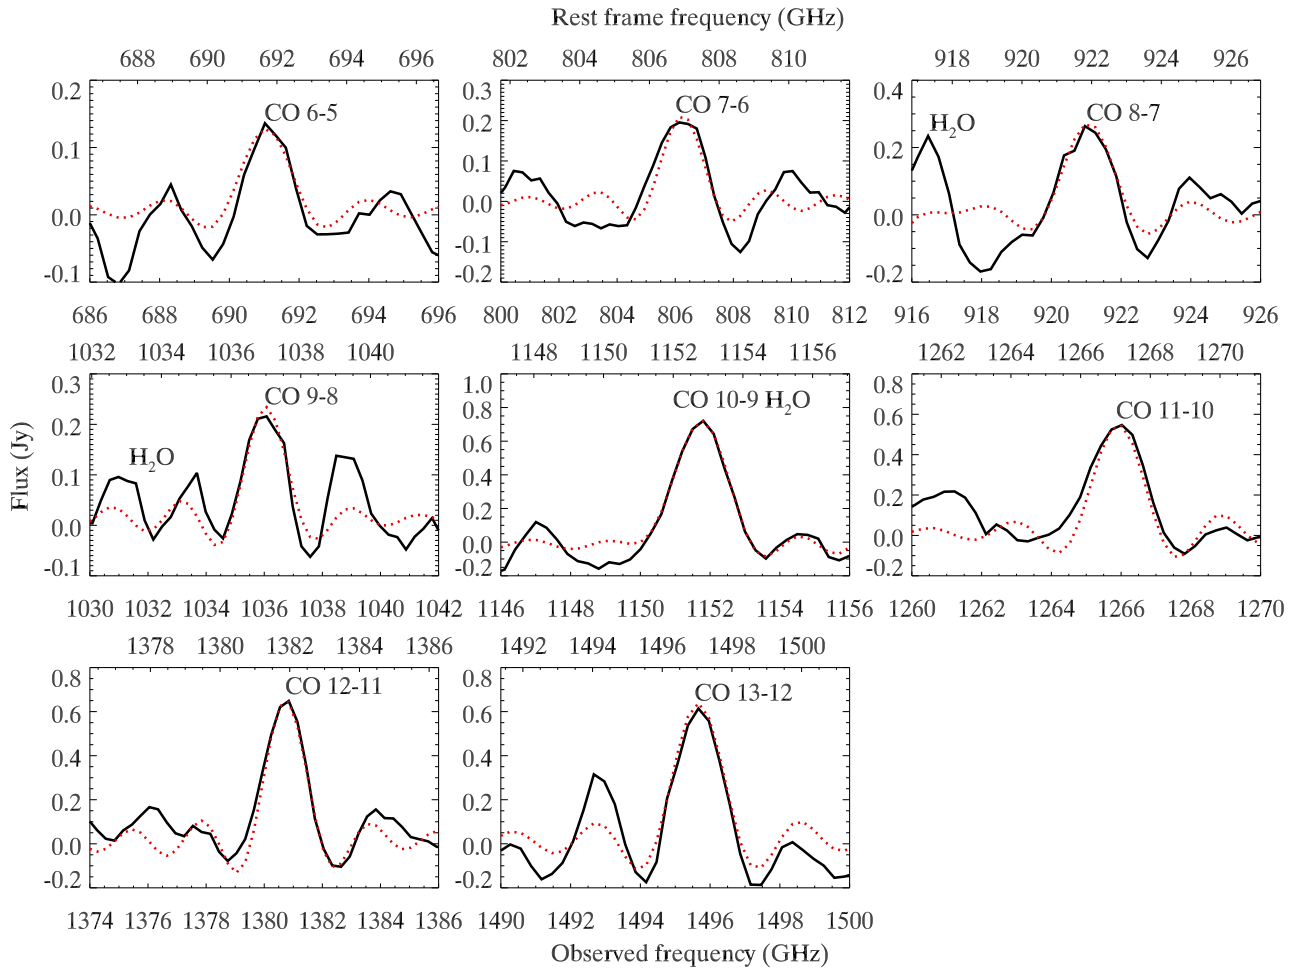 Rest frame frequency (GHz)
688 690 692 694 696
802 804 806 808 810
918 920 922 924 926
0.2
0.1
0.0
-0.1
CO 6-5
0.3
0.2
0.1
-0.0
-0.1
-0.2
CO 7-6
0.4
0.2
0.0
-0.2
H2O
CO 8-7
686 688 690 692 694 696
800 802 804 806 808 810 812
916 918 920 922 924 926
1032 1034 1036 1038 1040
1148 1150 1152 1154 1156
1262 1264 1266 1268 1270
Flux (Jy)
0.3
0.2
0.1
0.0
-0.1
CO 9-8
H2O
1.0
0.8
0.6
0.4
0.2
-0.0
-0.2
CO 10-9 H2O
0.8
0.6
0.4
0.2
-0.0
-0.2
CO 11-10
1030 1032 1034 1036 1038 1040 1042
1146 1148 1150 1152 1154 1156
1260 1262 1264 1266 1268 1270
1378 1380 1382 1384 1386
1492 1494 1496 1498 1500
0.8
0.6
0.4
0.2
0.0
-0.2
CO 12-11
0.8
0.6
0.4
0.2
0.0
-0.2
CO 13-12
1374 1376 1378 1380 1382 1384 1386
1490 1492 1494 1496 1498 1500
Observed frequency (GHz)